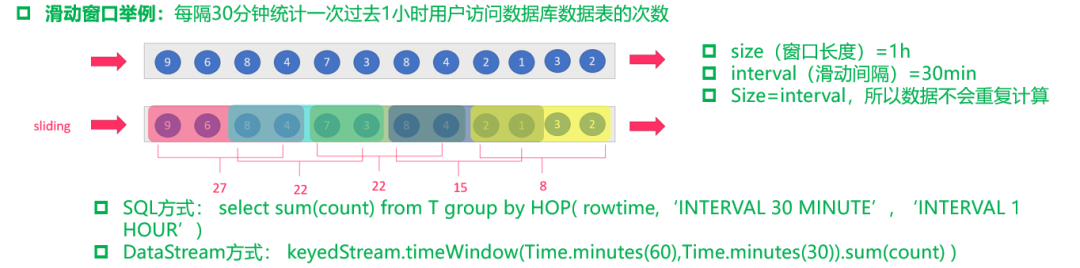 滑动窗口举例：每隔30分钟统计一次过去1小时用户访问数据库数据表的次数
9 6 8 4 7 3 8 4 2 1 3 2
size（窗口长度）=1h
interval（滑动间隔）=30min
Size=interval，所以数据不会重复计算
sliding
9 6 8 4 7 3 8 4 2 1 3 2
27 22 22 15 8
SQL方式： select sum(count) from T group by HOP( rowtime,‘INTERVAL 30 MINUTE’, ‘INTERVAL 1
HOUR’)
DataStream方式： keyedStream.timeWindow(Time.minutes(60),Time.minutes(30)).sum(count) )